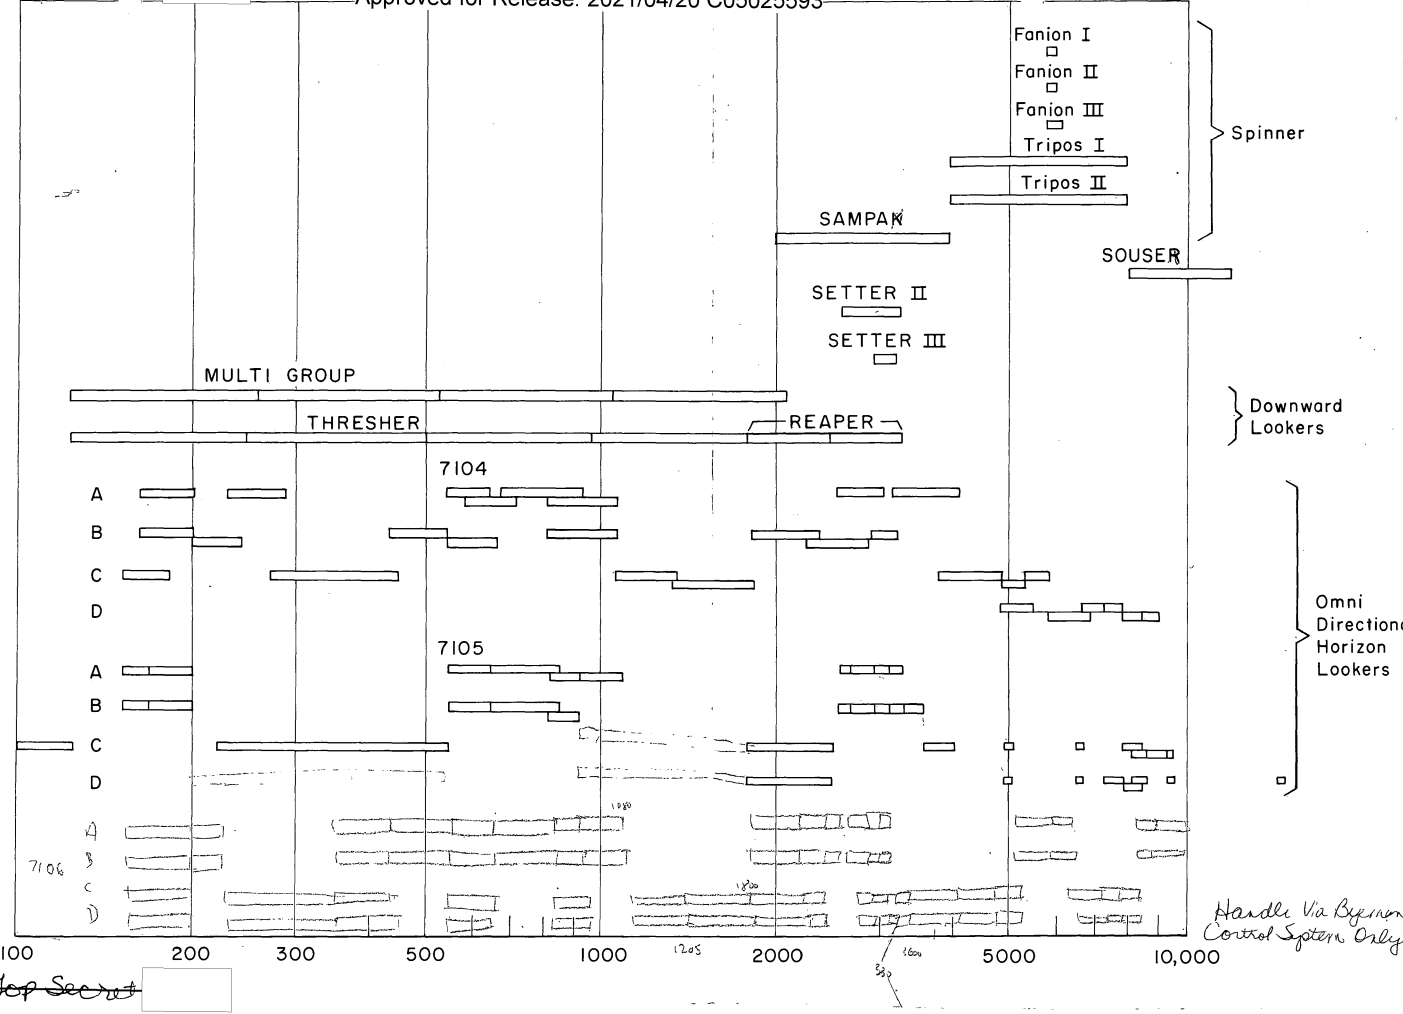 Approved for Release: 2021/04/20 C05025593
Fanion I
Fanion II
Fanion III
Tripos I
Tripos II
Spinner
SAMPAN
SOUSER
SETTER II
SETTER III
MULTI GROUP
THRESHER
REAPER
Downward
Lookers
7104
A
B
C
D
Omni
Direction
Horizon
Lookers
7105
A
B
C
D
1080
A
B
7106
C
1800
D
Handle Via Byeman
Control System Only
100 200 300 500 1000 1205 2000 3600 5000 10,000
Top Secret